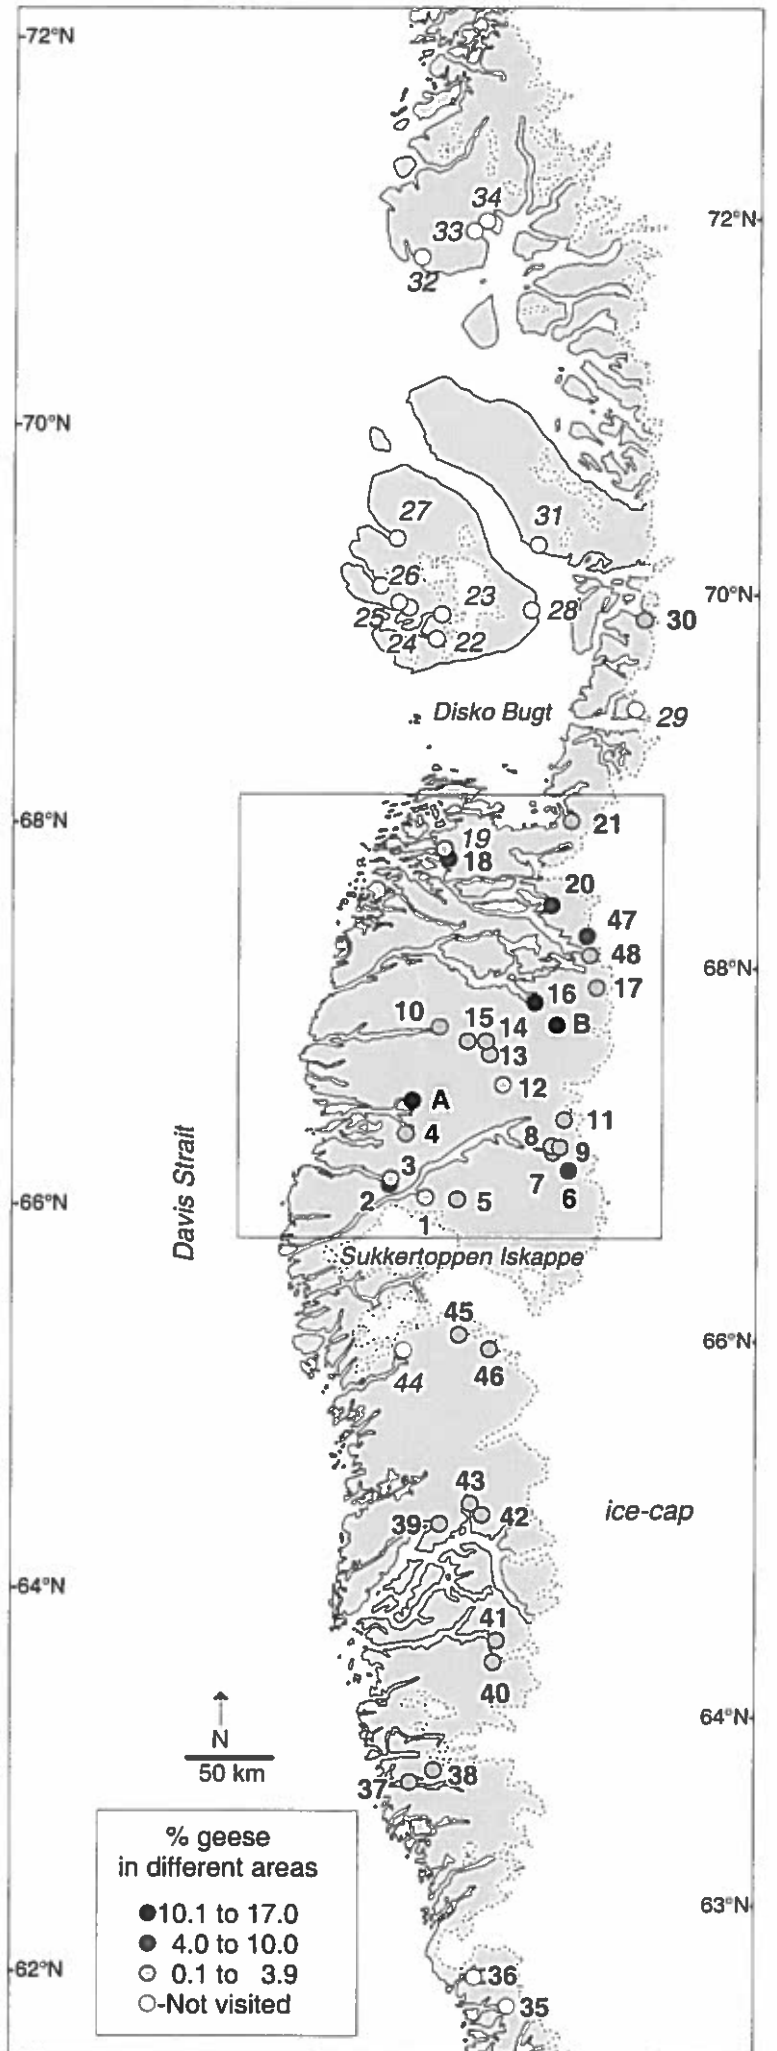 72°N
34
72°N
33
32
70°N
27
31
26
23
28
70°N
25
30
24
22
Disko Bugt
29
68°N
21
19
18
20
47
48
68°N
17
16
10
15
14
B
13
12
A
11
4
8
9
3
7
6
66°N
2
5
1
Davis Strait
Sukkertoppen Iskappe
45
66°N
46
44
43
42
39
ice-cap
64°N
41
40
64°N
N
50 km
38
37
% geese
in different areas
10.1 to 17.0
4.0 to 10.0
0.1 to 3.9
-Not visited
63°N
62°N
36
35